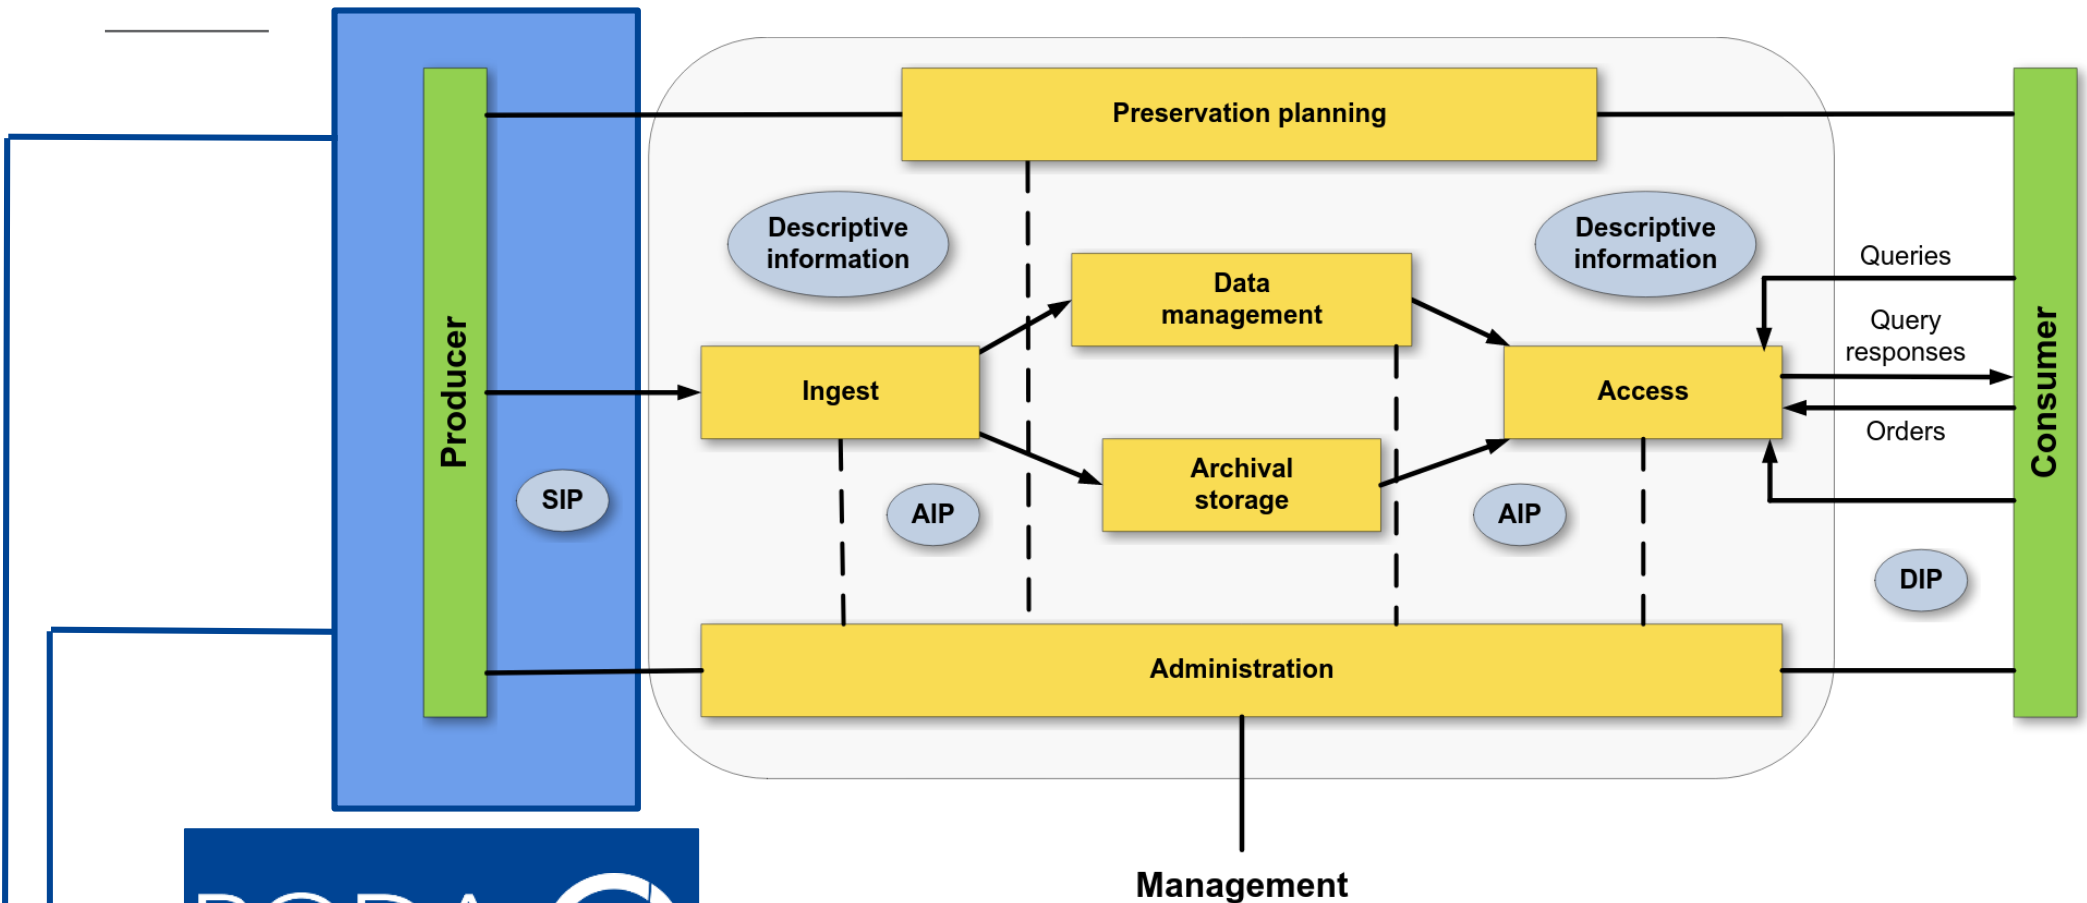 Preservation planning
Descriptive
information
Descriptive
information
Queries
Data
management
Query
responses
Producer
Ingest
Access
Consumer
Orders
Archival
storage
SIP
AIP
AIP
DIP
Administration
Management
RODA